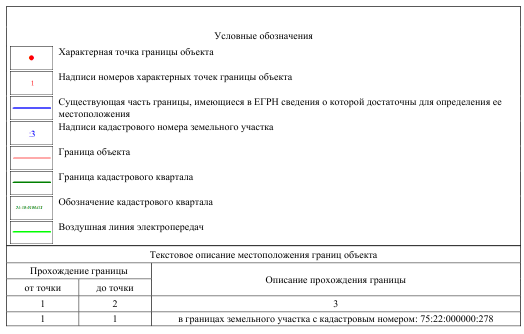 Условные обозначения
Характерная точка границы объекта
1
Надписи номеров характерных точек границы объекта
Существующая часть границы, имеющиеся в ЕГРН сведения о которой достаточны для определения ее
местоположения
:3
Надписи кадастрового номера земельного участка
Граница объекта
Граница кадастрового квартала
Обозначение кадастрового квартала
Воздушная линия электропередач
Текстовое описание местоположения границ объекта
Прохождение границы
Описание прохождения границы
от точки
до точки
1
2
3
1
1
в границах земельного участка с кадастровым номером: 75:22:000000:278